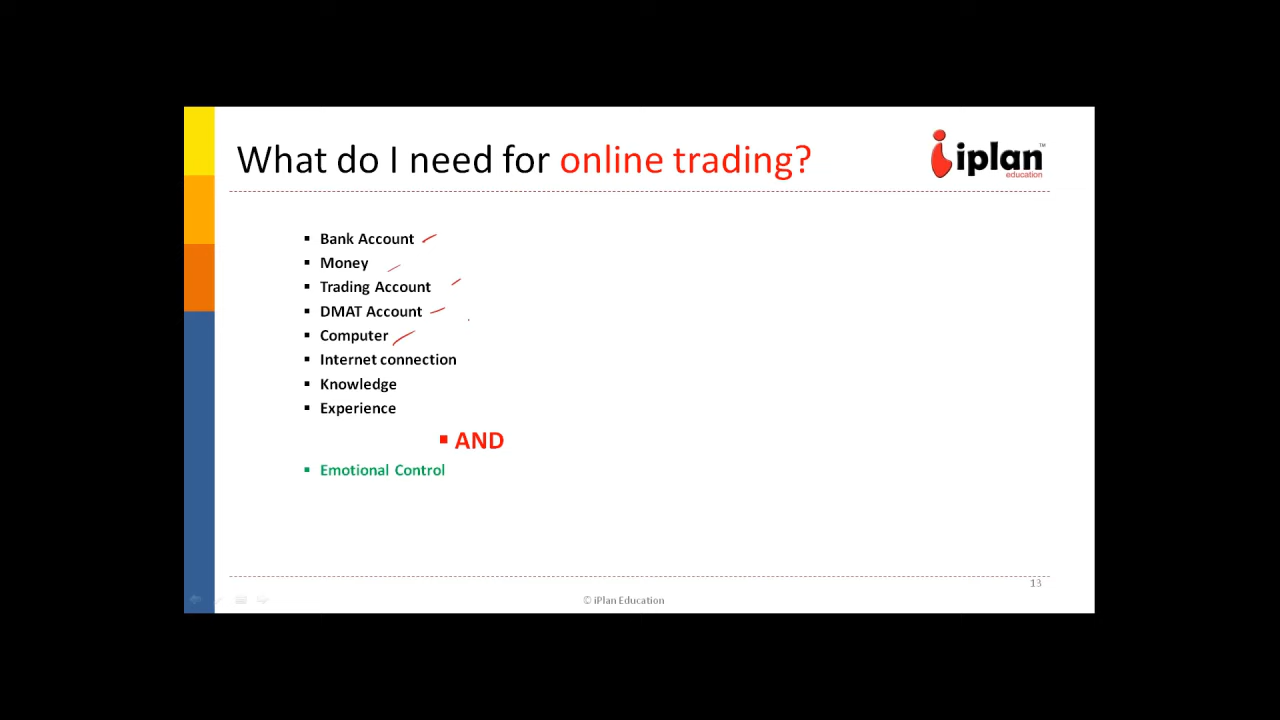 What do I need for online trading?
iplan™
education
▪ Bank Account
▪ Money
▪ Trading Account
▪ DMAT Account
▪ Computer
▪ Internet connection
▪ Knowledge
▪ Experience
▪ AND
▪ Emotional Control
13
© iPlan Education